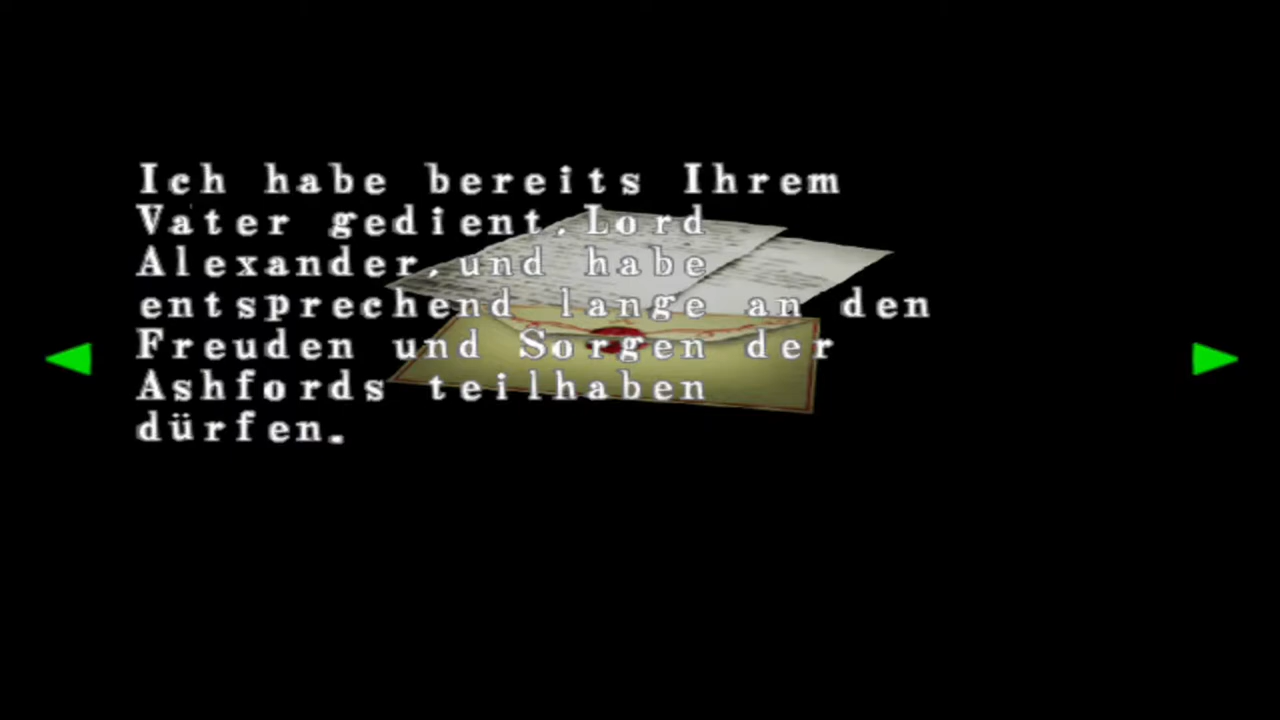 Ich habe bereits Ihrem
Vater gedient.Lord
Alexander,und habe
entsprechend lange an den
Freuden und Sorgen der
Ashfords teilhaben
dürfen.